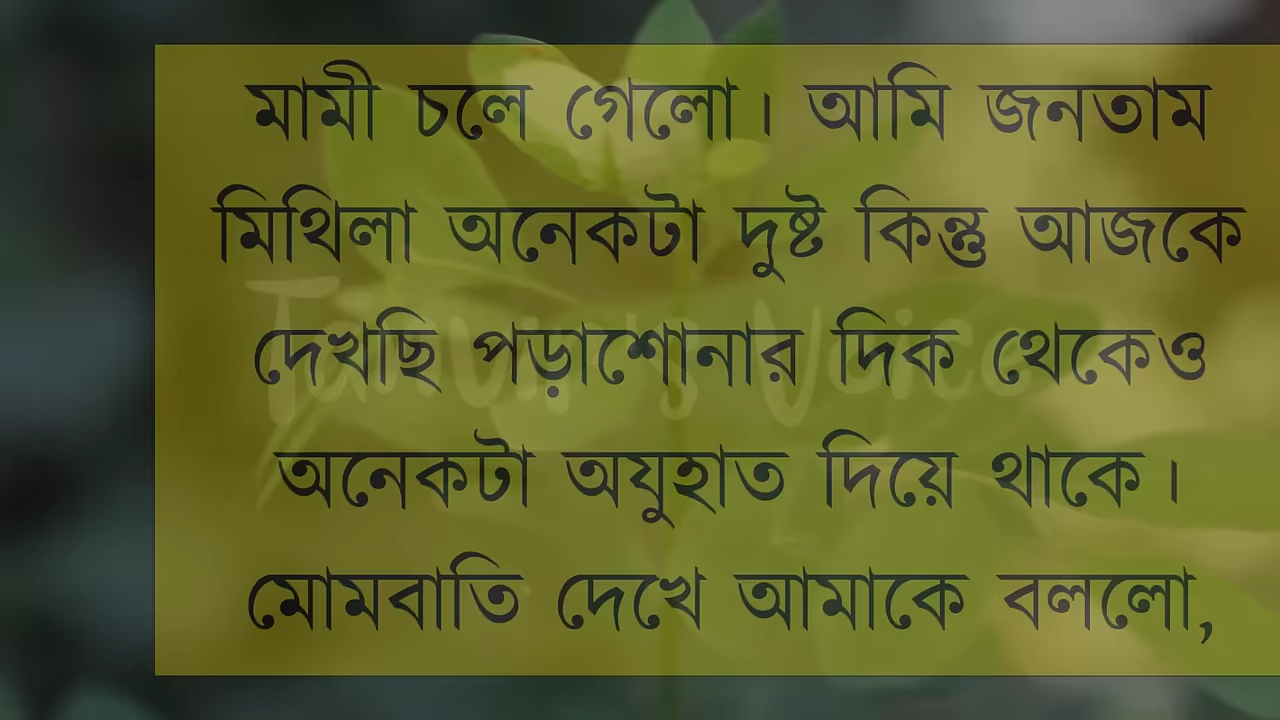 মামী চলে গেলো। আমি জনতাম
মিথিলা অনেকটা দুষ্ট কিন্তু আজকে
দেখছি পড়াশোনার দিক থেকেও
অনেকটা অযুহাত দিয়ে থাকে।
মোমবাতি দেখে আমাকে বললো,